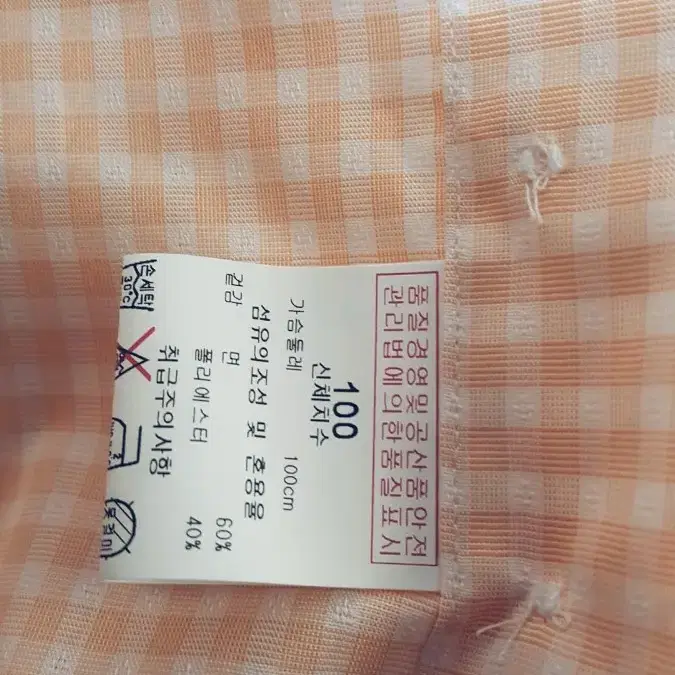 품질경영및공산품안전
관리법에의한품질표시
100
신체치수
가슴둘레 100cm
섬유의조성 및 혼용율
겉감 면 60%
폴리에스터 40%
취급주의사항
손세탁
30°c